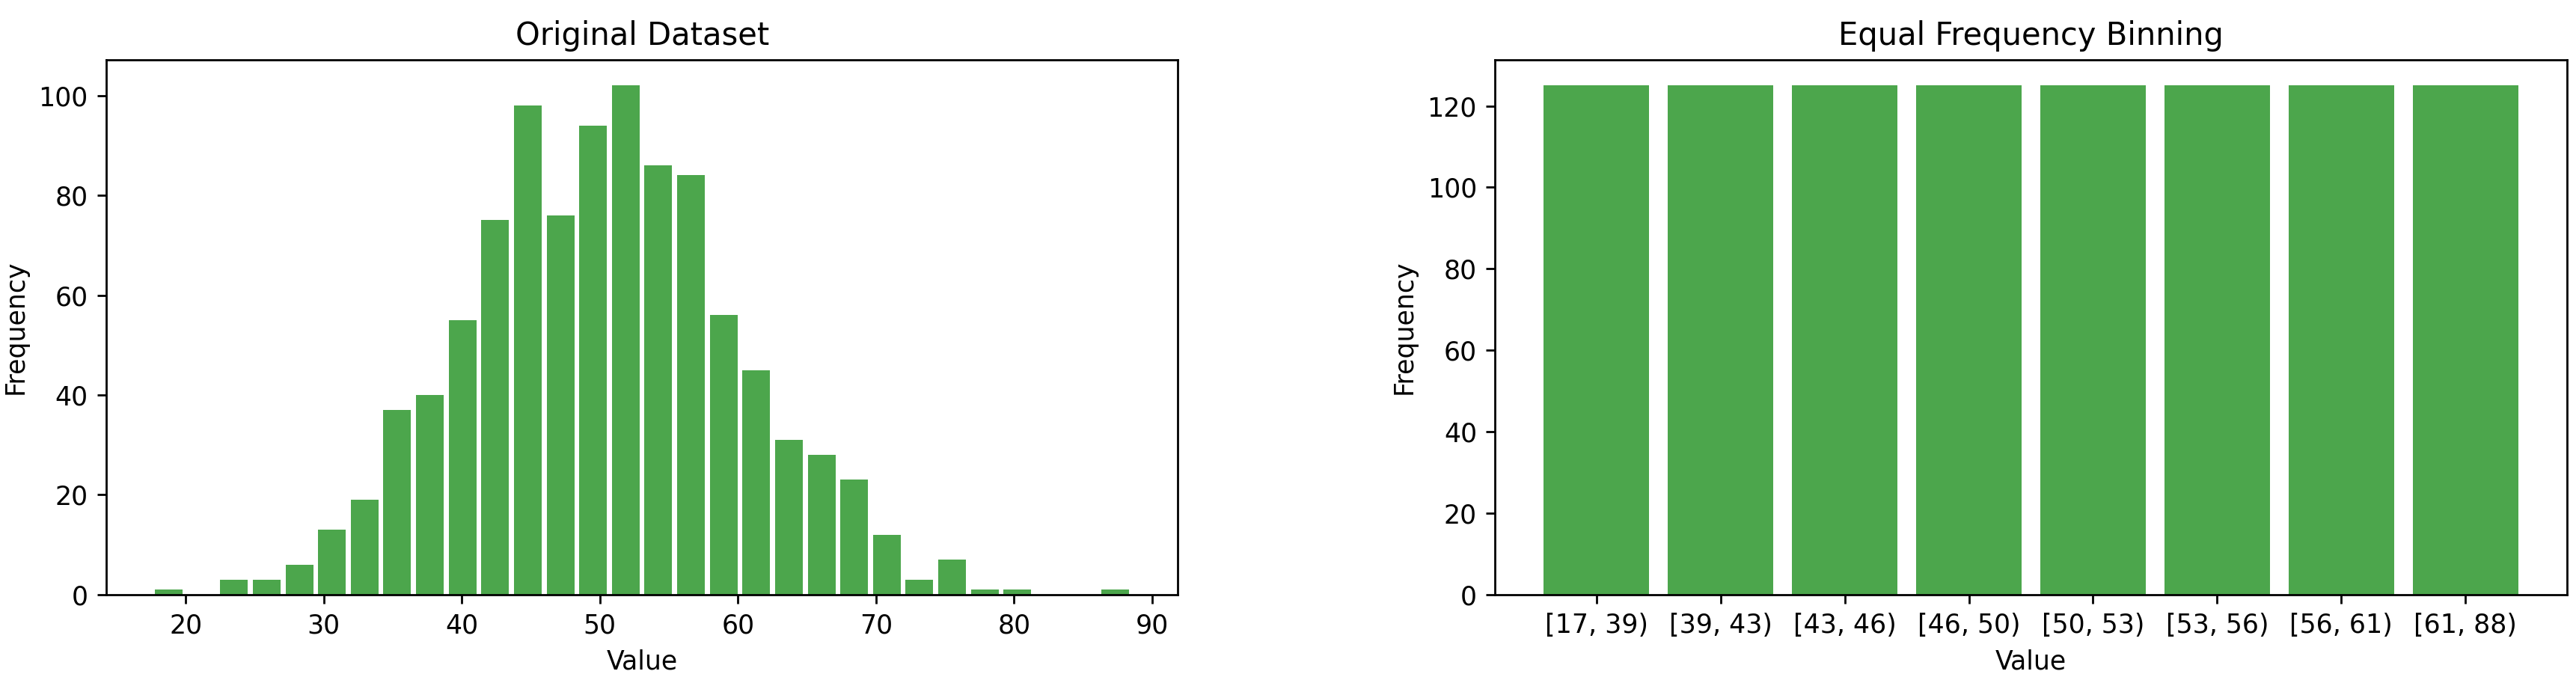 Original Dataset
Frequency
100
80
60
40
20
0
20 30 40 50 60 70 80 90
Value
Equal Frequency Binning
Frequency
120
100
80
60
40
20
0
[17, 39) [39, 43) [43, 46) [46, 50) [50, 53) [53, 56) [56, 61) [61, 88)
Value